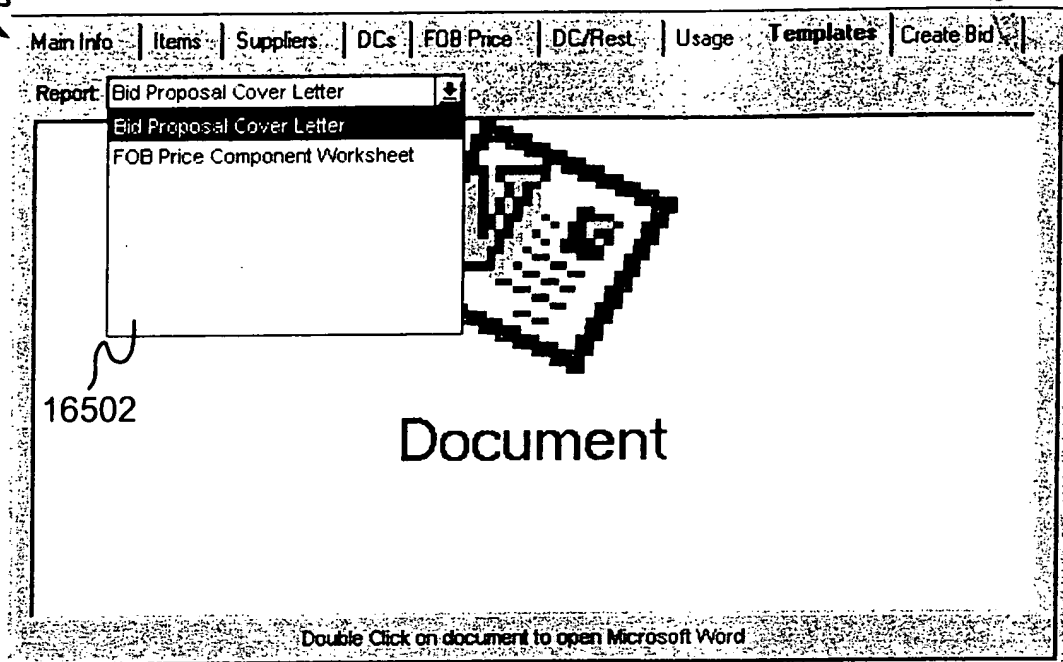 Main Info Items Suppliers DCs FOB Price DC/Rest. Usage Templates Create Bid
Report: Bid Proposal Cover Letter
Bid Proposal Cover Letter
FOB Price Component Worksheet
16502
Document
Double Click on document to open Microsoft Word